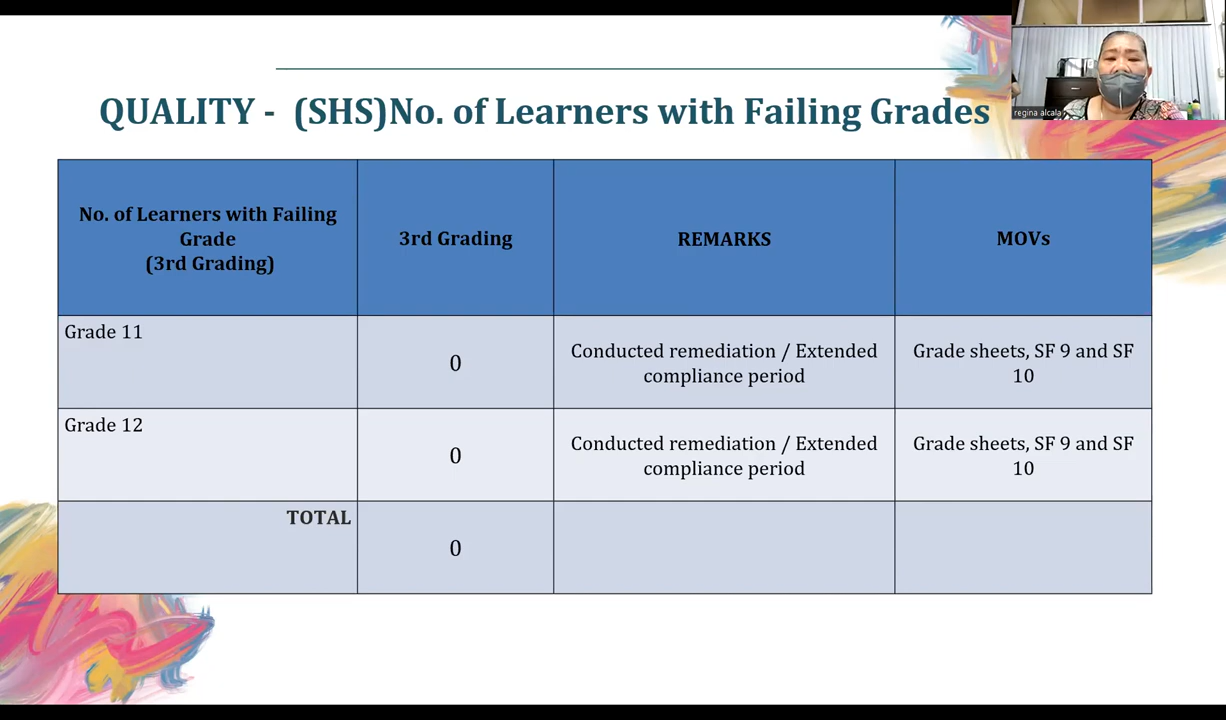 QUALITY - (SHS)No. of Learners with Failing Grades
regina alcala
No. of Learners with Failing
Grade
(3rd Grading)
3rd Grading
REMARKS
MOVs
Grade 11
0
Conducted remediation / Extended
compliance period
Grade sheets, SF 9 and SF
10
Grade 12
0
Conducted remediation / Extended
compliance period
Grade sheets, SF 9 and SF
10
TOTAL
0